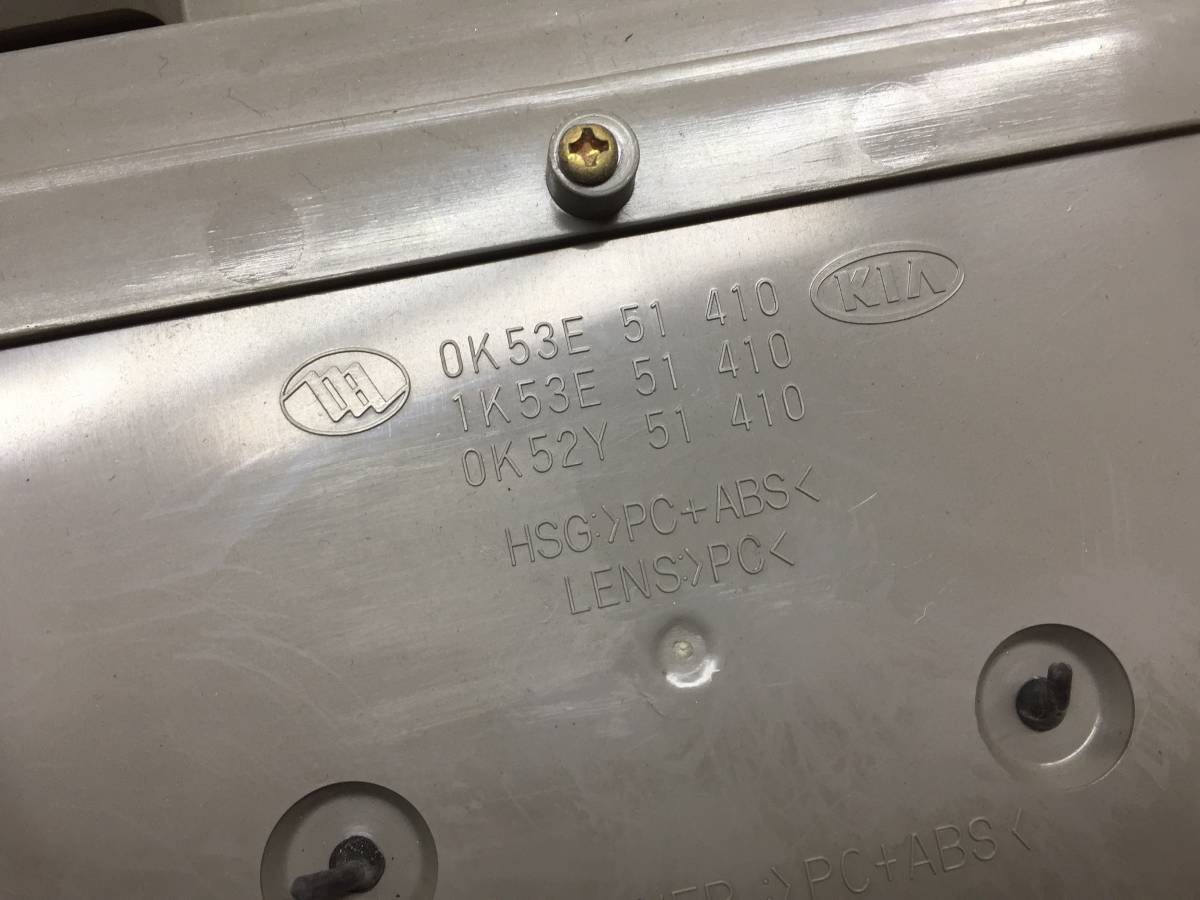 0K53E 51 410 KIA
1K53E 51 410
0K52Y 51 410
HSG:>PC+ABS<
LENS:>PC<
:>PC+ABS<